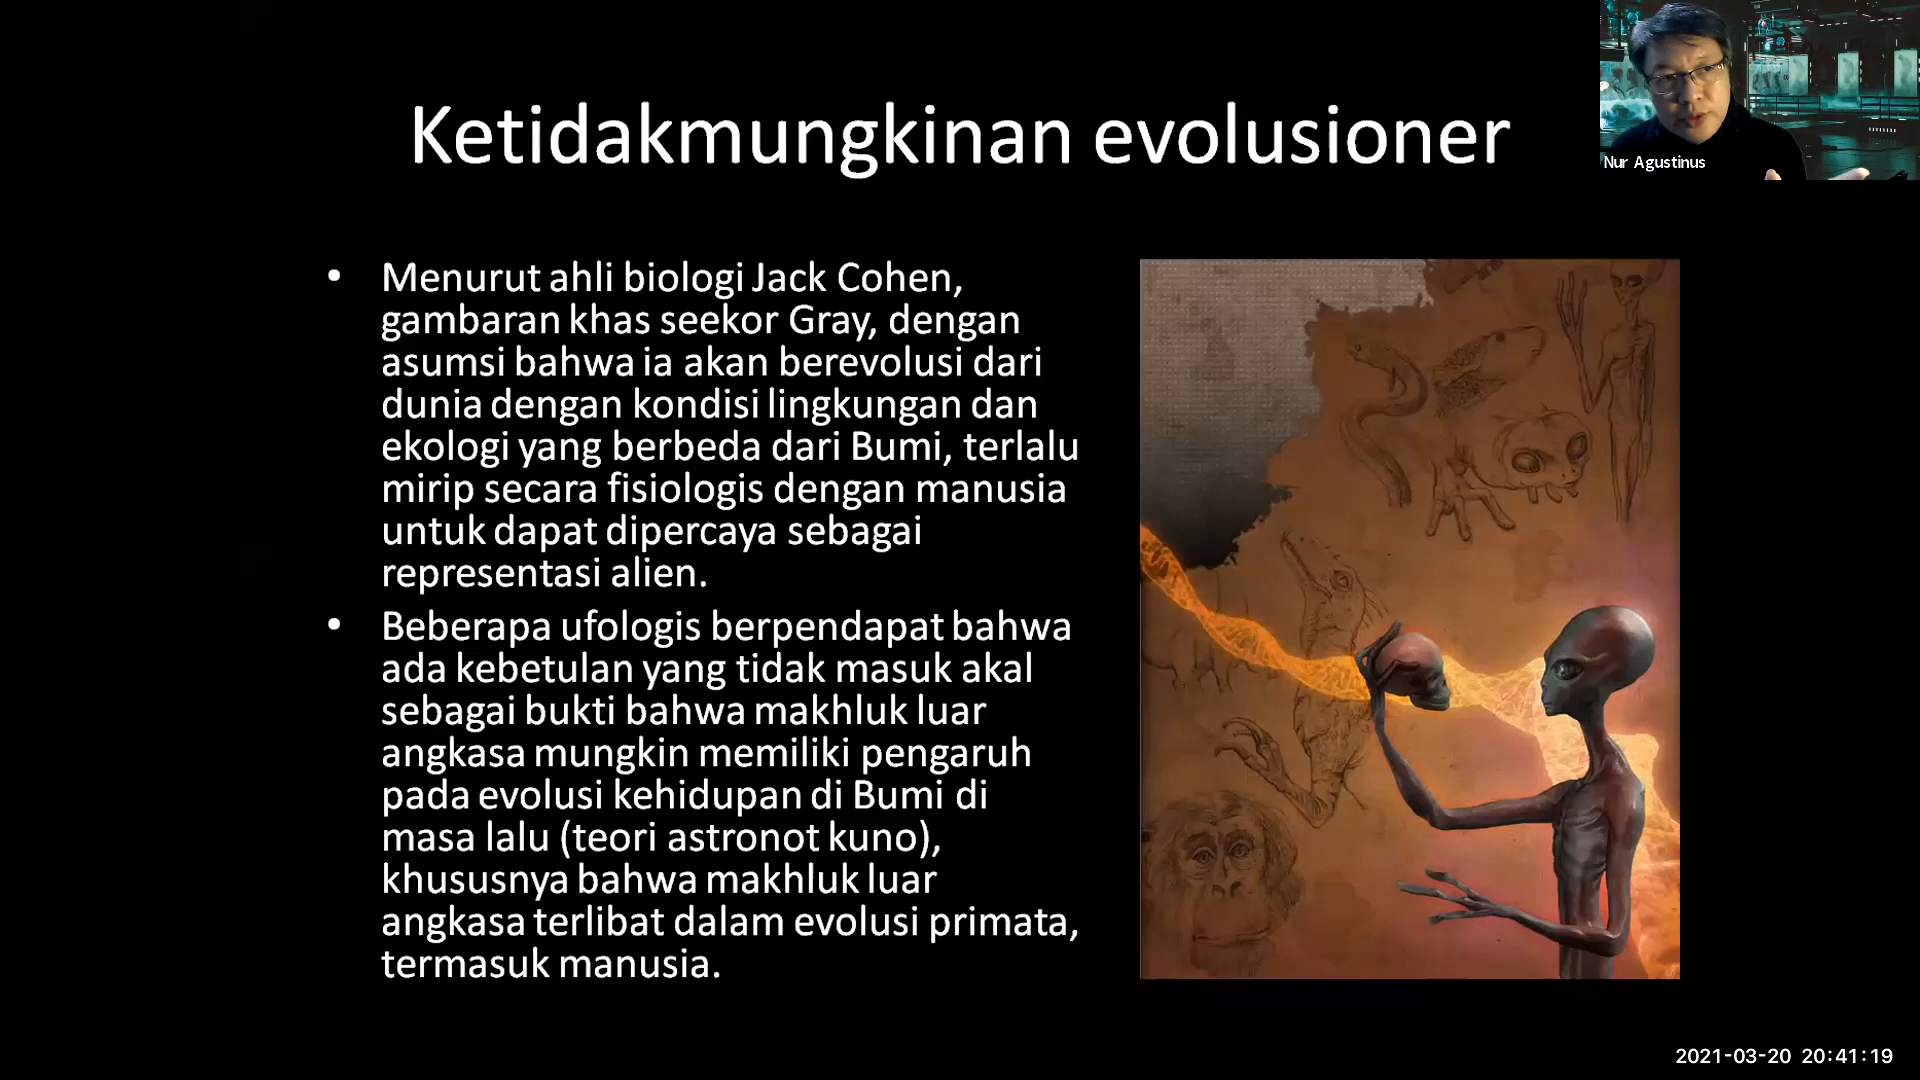 Ketidakmungkinan evolusioner
Nur Agustinus
• Menurut ahli biologi Jack Cohen,
gambaran khas seekor Gray, dengan
asumsi bahwa ia akan berevolusi dari
dunia dengan kondisi lingkungan dan
ekologi yang berbeda dari Bumi, terlalu
mirip secara fisiologis dengan manusia
untuk dapat dipercaya sebagai
representasi alien.
• Beberapa ufologis berpendapat bahwa
ada kebetulan yang tidak masuk akal
sebagai bukti bahwa makhluk luar
angkasa mungkin memiliki pengaruh
pada evolusi kehidupan di Bumi di
masa lalu (teori astronot kuno),
khususnya bahwa makhluk luar
angkasa terlibat dalam evolusi primata,
termasuk manusia.
2021-03-20 20:41:19